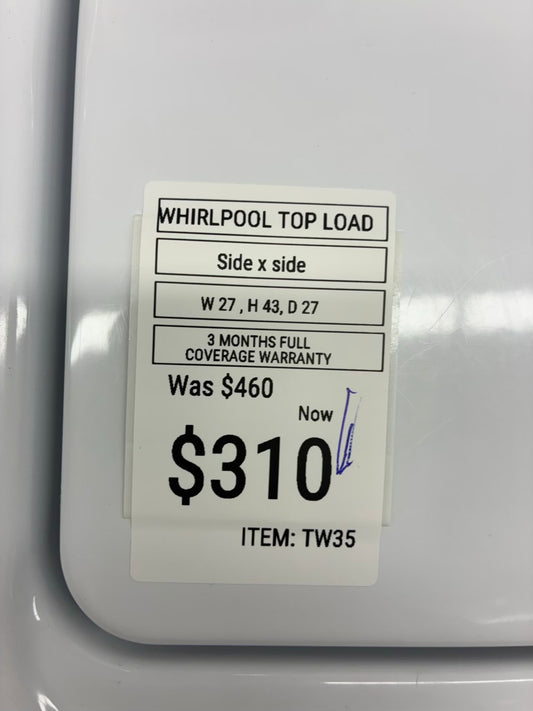 WHIRLPOOL TOP LOAD
Side x side
W 27 , H 43, D 27
3 MONTHS FULL
COVERAGE WARRANTY
Was $460
Now
$310
ITEM: TW35